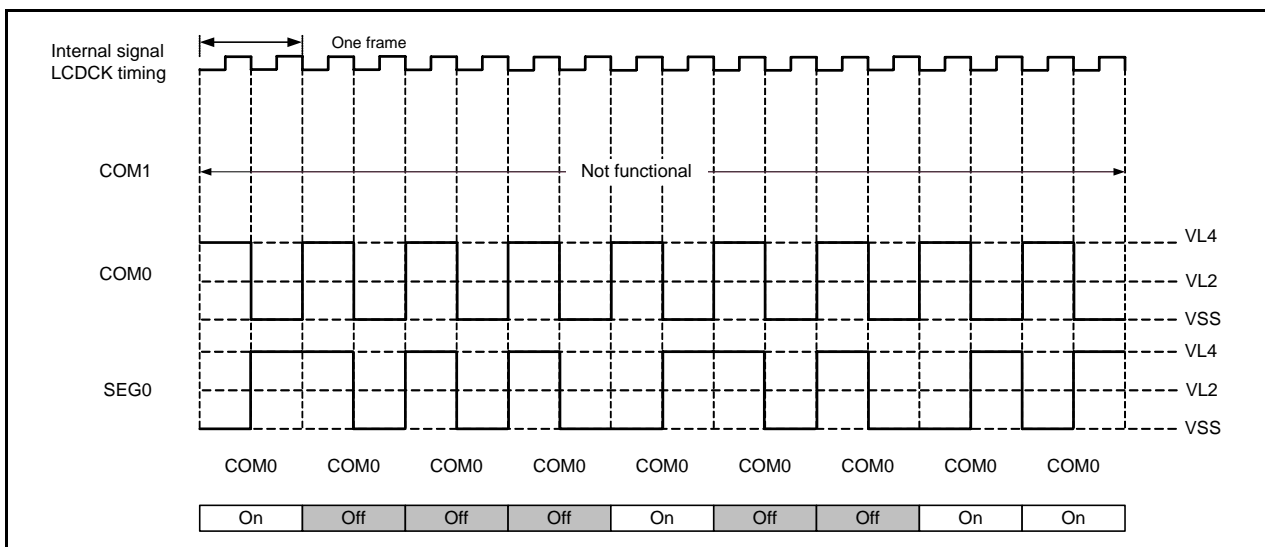 Internal signal
LCDCK timing
One frame
COM1
Not functional
COM0
VL4
VL2
VSS
SEG0
VL4
VL2
VSS
COM0 COM0 COM0 COM0 COM0 COM0 COM0 COM0 COM0
On Off Off Off On Off Off On On